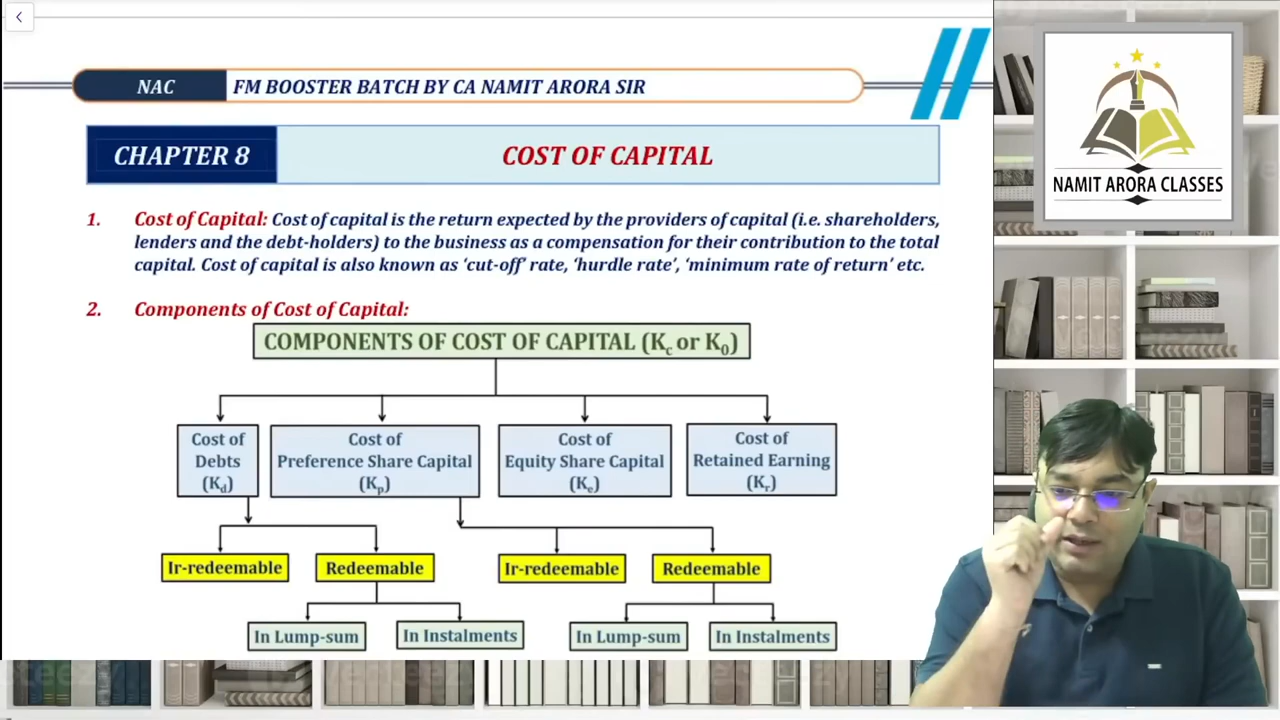 NAC FM BOOSTER BATCH BY CA NAMIT ARORA SIR
CHAPTER 8 COST OF CAPITAL
1. Cost of Capital: Cost of capital is the return expected by the providers of capital (i.e. shareholders,
lenders and the debt-holders) to the business as a compensation for their contribution to the total
capital. Cost of capital is also known as ‘cut-off’ rate, ‘hurdle rate’, ‘minimum rate of return’ etc.
2. Components of Cost of Capital:
COMPONENTS OF COST OF CAPITAL (Kc or K0)
Cost of
Debts
(Kd)
Cost of
Preference Share Capital
(Kp)
Cost of
Equity Share Capital
(Ke)
Cost of
Retained Earning
(Kr)
Ir-redeemable
Redeemable
Ir-redeemable
Redeemable
In Lump-sum
In Instalments
In Lump-sum
In Instalments
NAMIT ARORA CLASSES